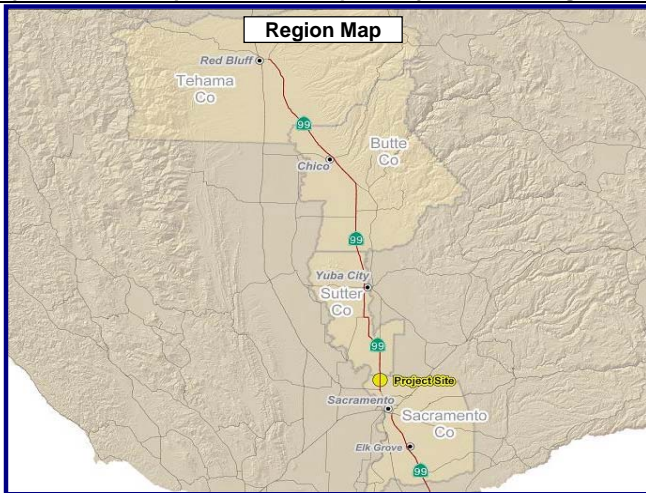 Region Map
Red Bluff
Tehama
Co
99
Butte
Co
Chico
99
Yuba City
Sutter
Co
99
Project Site
Sacramento
Sacramento
Co
Elk Grove
99